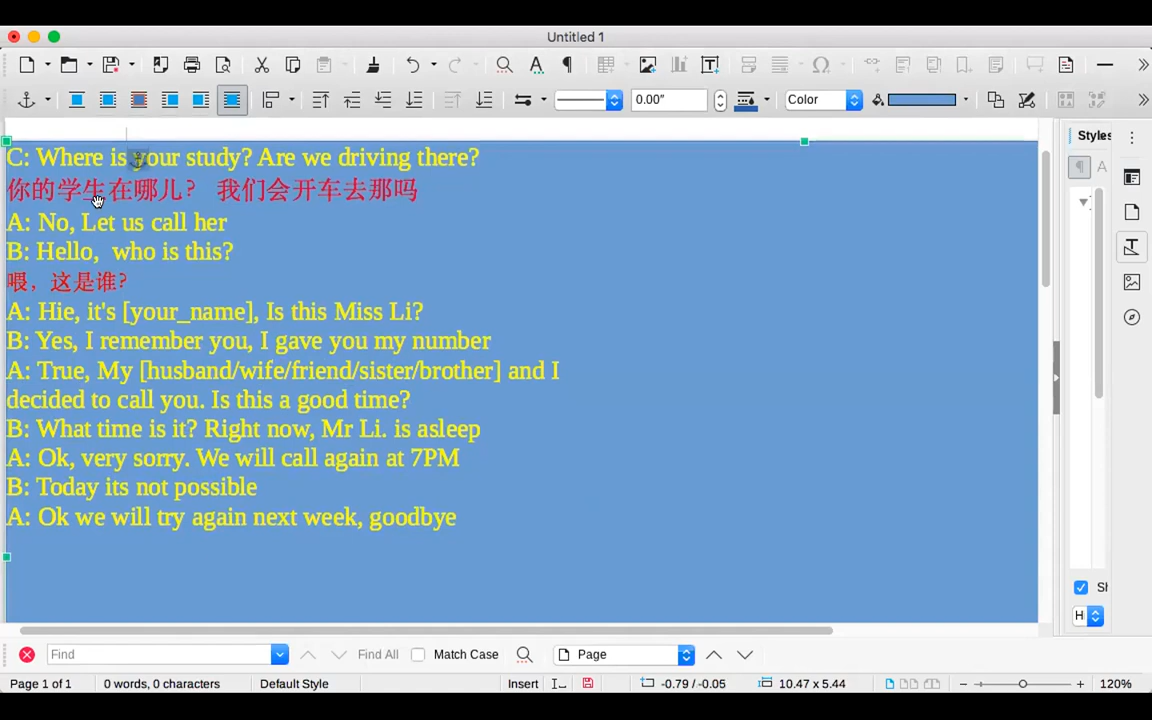 Untitled 1
0.00"
Color
C: Where is your study? Are we driving there?
你的学生在哪儿? 我们会开车去那吗
A: No, Let us call her
B: Hello, who is this?
喂, 这是谁?
A: Hie, it's [your_name], Is this Miss Li?
B: Yes, I remember you, I gave you my number
A: True, My [husband/wife/friend/sister/brother] and I
decided to call you. Is this a good time?
B: What time is it? Right now, Mr Li. is asleep
A: Ok, very sorry. We will call again at 7PM
B: Today its not possible
A: Ok we will try again next week, goodbye
Styles
Sh
H
Find
Find All
Match Case
Page
Page 1 of 1
0 words, 0 characters
Default Style
Insert
-0.79 / -0.05
10.47 x 5.44
120%